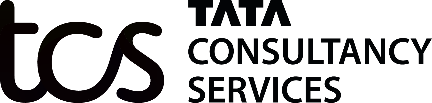 tcs
TATA
CONSULTANCY
SERVICES